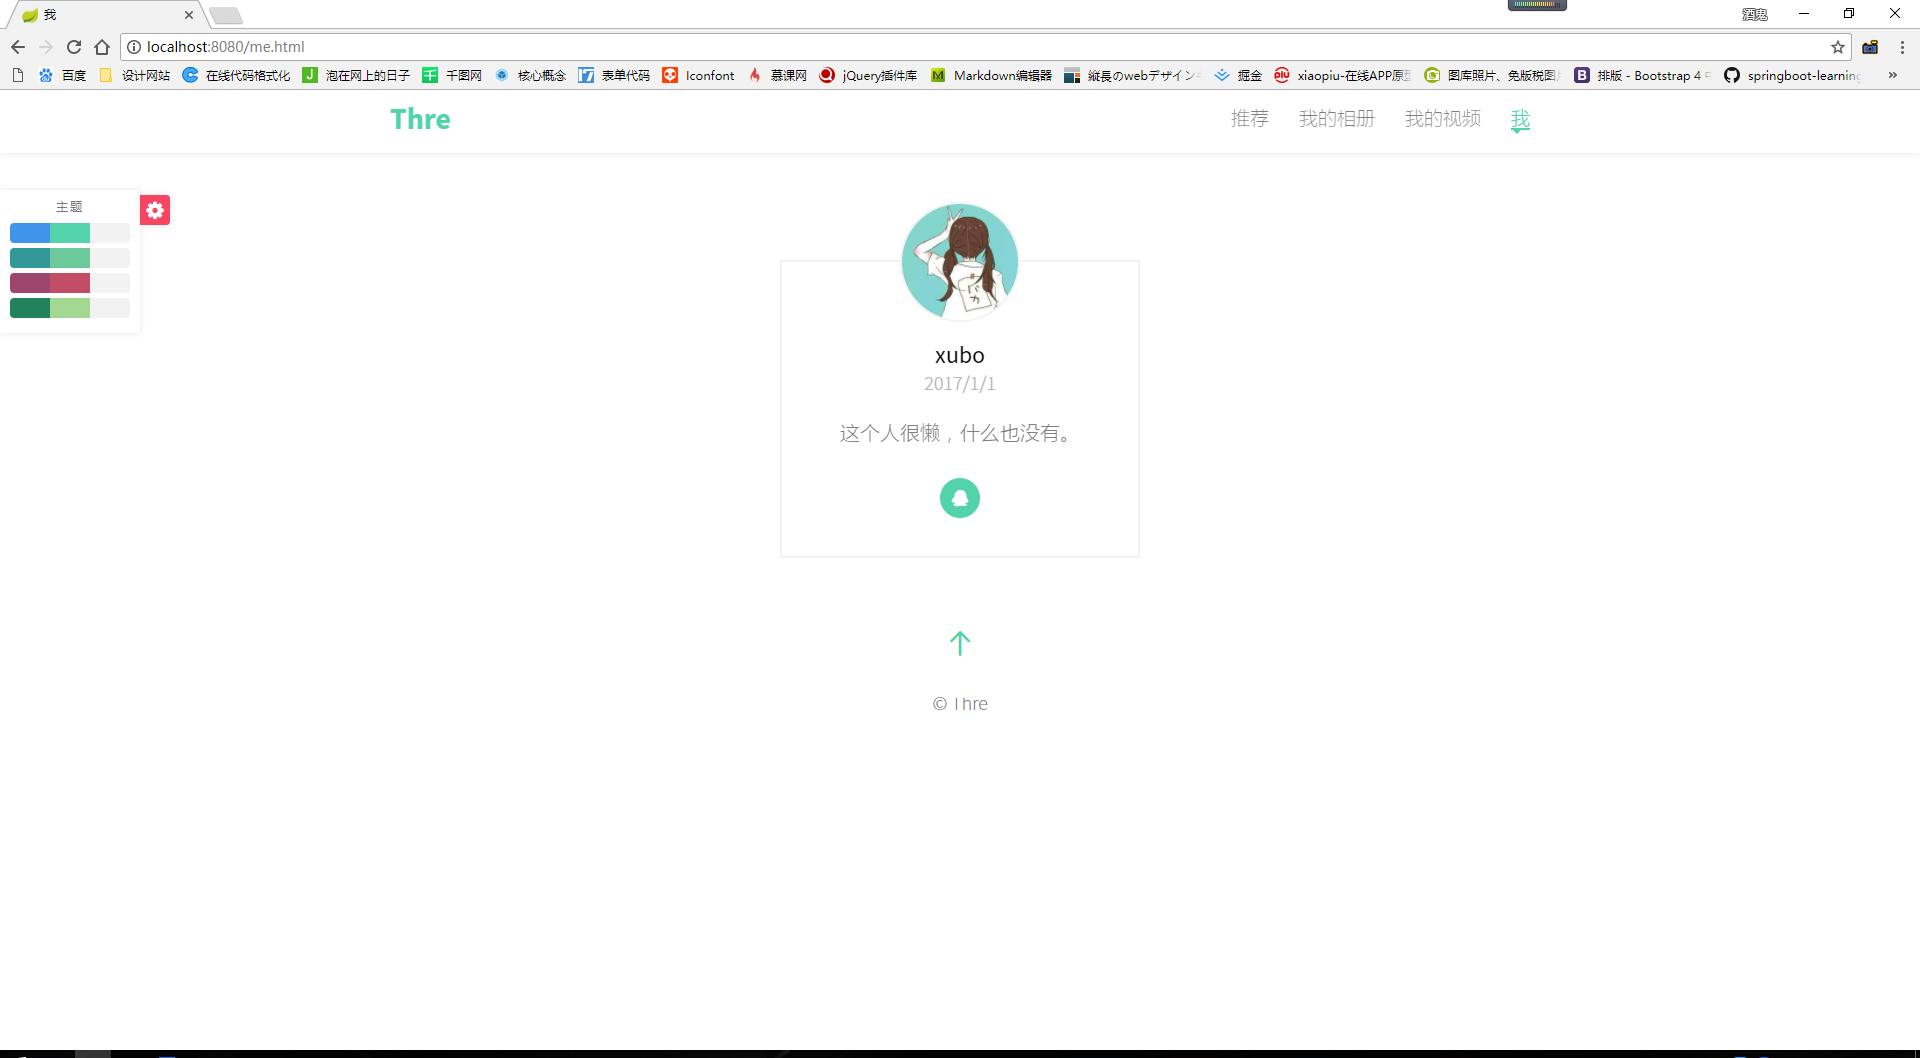 我
酒鬼
localhost:8080/me.html
百度 设计网站 在线代码格式化 泡在网上的日子 千图网 核心概念 表单代码 Iconfont 慕课网 jQuery插件库 Markdown编辑器 縦長のwebデザイン 掘金 xiaopiu-在线APP原型 图库照片、免版税图 排版 - Bootstrap 4 springboot-learning »
Thre
推荐 我的相册 我的视频 我
主题
xubo
2017/1/1
这个人很懒，什么也没有。
© Thre